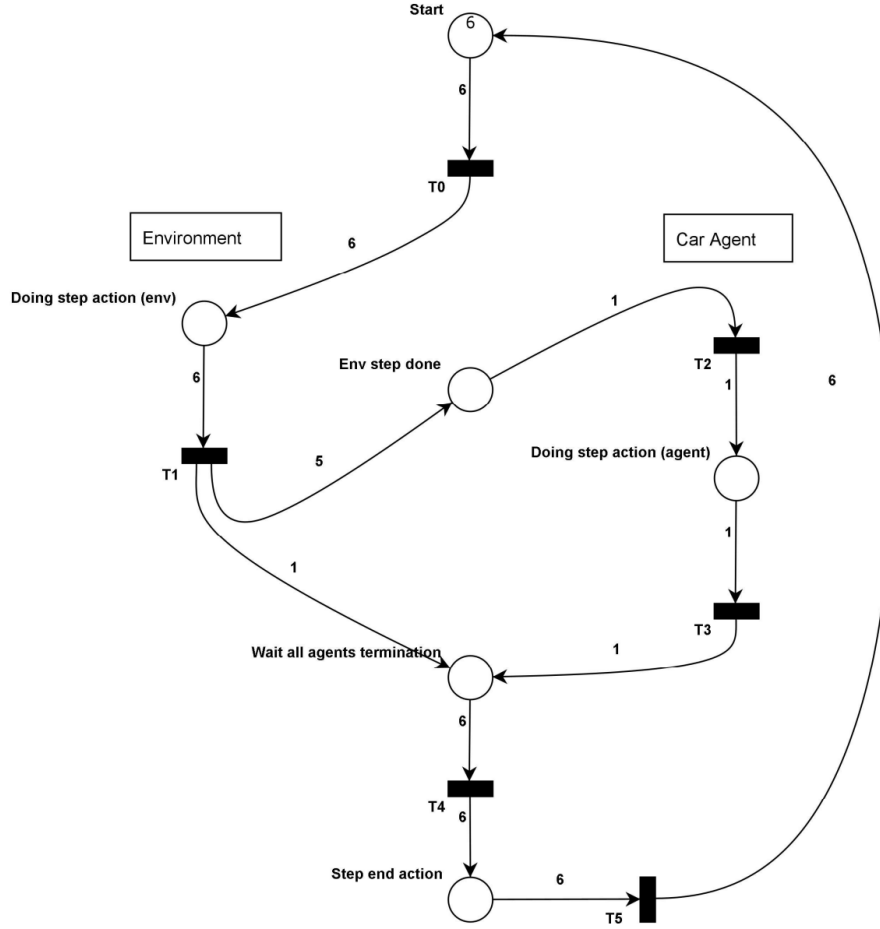 Start
6
6
T0
Environment
Car Agent
6
Doing step action (env)
1
T2
Env step done
6
6
1
Doing step action (agent)
T1
5
1
1
T3
Wait all agents termination
1
6
T4
6
Step end action
6
T5